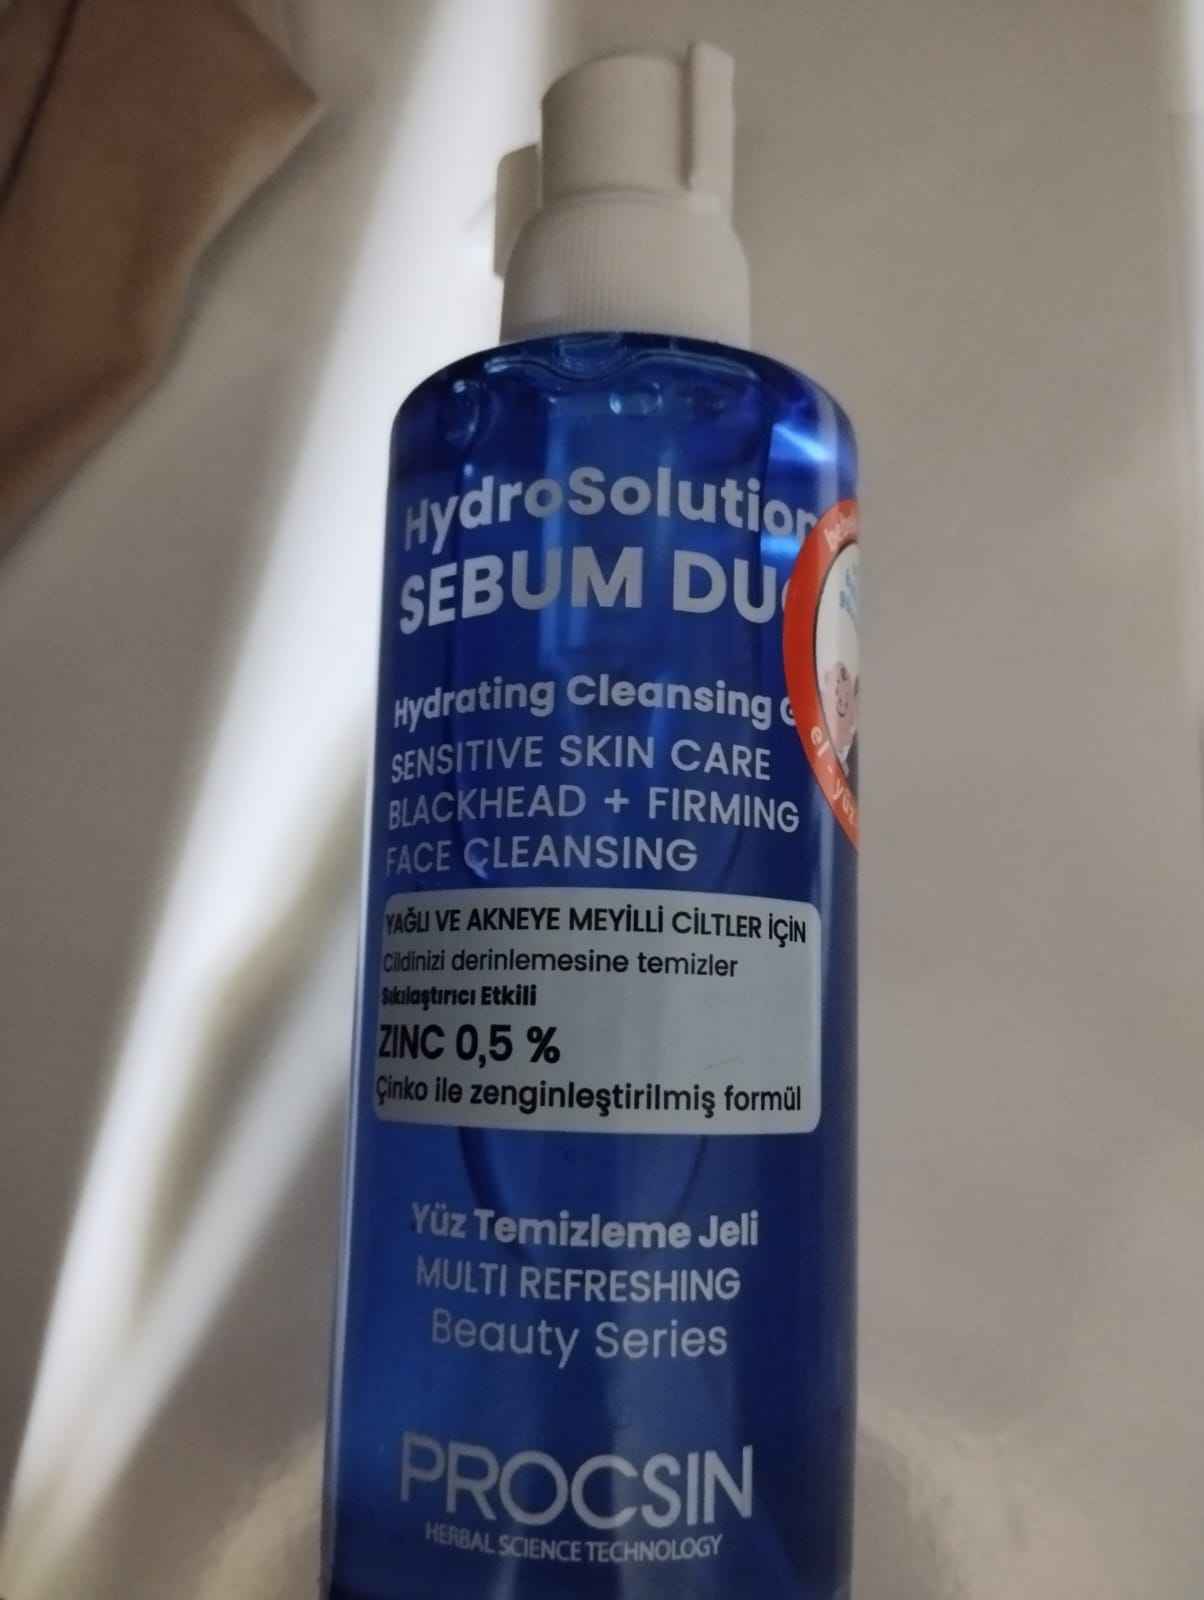 HydroSolution
SEBUM
Hydrating Cleansing
SENSITIVE SKIN CARE
BLACKHEAD + FIRMING
FACE CLEANSING
YAĞLI VE AKNEYE MEYİLLİ CİLTLER İÇİN
Cildinizi derinlemesine temizler
Sıkılaştırıcı Etkili
ZINC 0,5 %
Çinko ile zenginleştirilmiş formül
Yüz Temizleme Jeli
MULTI REFRESHING
Beauty Series
PROCSIN
HERBAL SCIENCE TECHNOLOGY